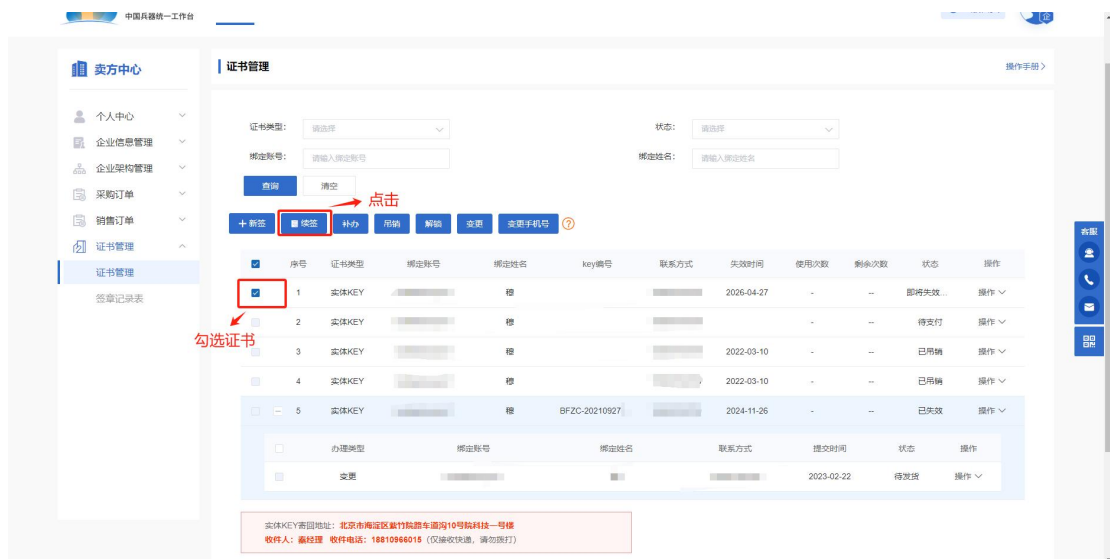 中国兵器统一工作台
企
卖方中心
证书管理
操作手册 〉
个人中心
企业信息管理
企业架构管理
采购订单
销售订单
证书管理
证书管理
签章记录表
证书类型： 请选择 状态： 请选择
绑定账号： 请输入绑定账号 绑定姓名： 请输入绑定姓名
查询 清空
点击
+ 新签 续签 补办 吊销 解锁 变更 变更手机号 ?
序号 证书类型 绑定账号 绑定姓名 key编号 联系方式 失效时间 使用次数 剩余次数 状态 操作
1 实体KEY 穆 2026-04-27 - -- 即将失效... 操作
2 实体KEY 穆 - -- 待支付 操作
勾选证书
3 实体KEY 穆 2022-03-10 - -- 已吊销 操作
4 实体KEY 穆 2022-03-10 - -- 已吊销 操作
5 实体KEY 穆 BFZC-20210927 2024-11-26 - -- 已失效 操作
办理类型 绑定账号 绑定姓名 联系方式 提交时间 状态 操作
变更 2023-02-22 待发货 操作
实体KEY寄回地址：北京市海淀区紫竹院路车道沟10号院科技一号楼
收件人：綦经理 收件电话：18810966015（仅接收快递，请勿拨打）
客服